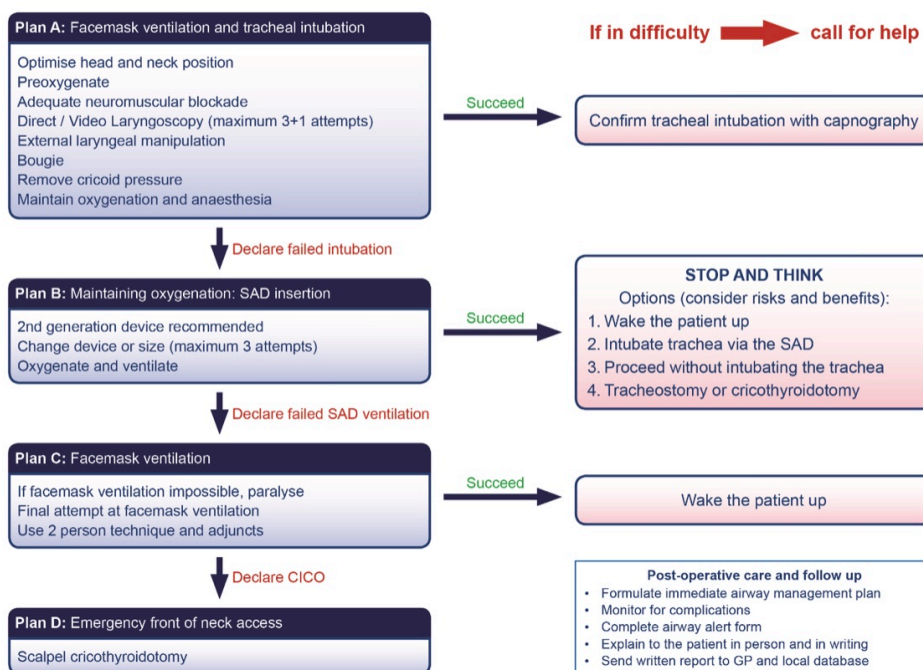 Plan A: Facemask ventilation and tracheal intubation
Optimise head and neck position
Preoxygenate
Adequate neuromuscular blockade
Direct / Video Laryngoscopy (maximum 3+1 attempts)
External laryngeal manipulation
Bougie
Remove cricoid pressure
Maintain oxygenation and anaesthesia
If in difficulty
call for help
Succeed
Confirm tracheal intubation with capnography
Declare failed intubation
Plan B: Maintaining oxygenation: SAD insertion
2nd generation device recommended
Change device or size (maximum 3 attempts)
Oxygenate and ventilate
Succeed
STOP AND THINK
Options (consider risks and benefits):
1. Wake the patient up
2. Intubate trachea via the SAD
3. Proceed without intubating the trachea
4. Tracheostomy or cricothyroidotomy
Declare failed SAD ventilation
Plan C: Facemask ventilation
If facemask ventilation impossible, paralyse
Final attempt at facemask ventilation
Use 2 person technique and adjuncts
Succeed
Wake the patient up
Declare CICO
Plan D: Emergency front of neck access
Scalpel cricothyroidotomy
Post-operative care and follow up
• Formulate immediate airway management plan
• Monitor for complications
• Complete airway alert form
• Explain to the patient in person and in writing
• Send written report to GP and local database